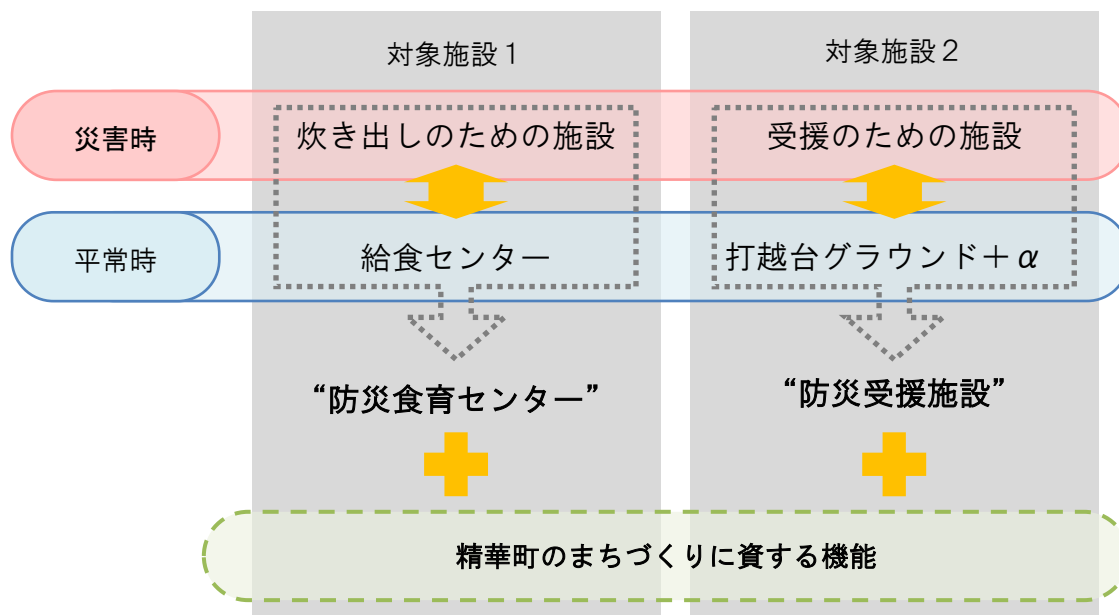 対象施設1
対象施設2
災害時
炊き出しのための施設
受援のための施設
平常時
給食センター
打越台グラウンド＋α
“防災食育センター”
“防災受援施設”
精華町のまちづくりに資する機能